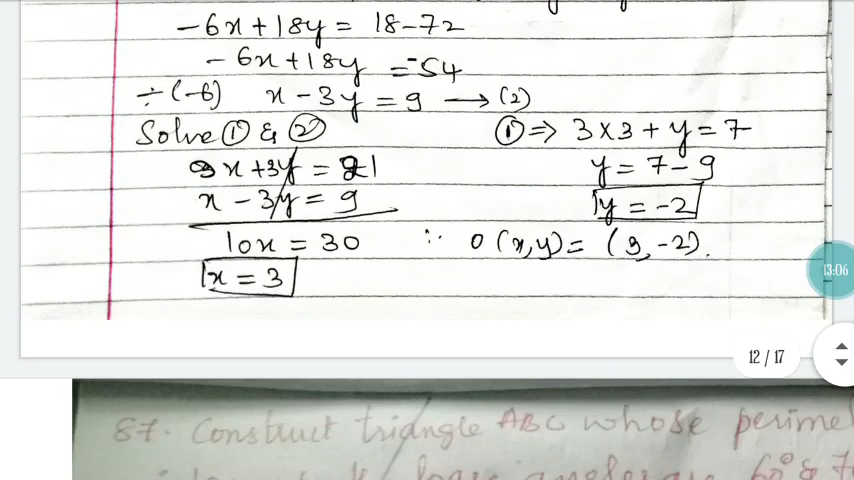 -6x+18y = 18-72
-6x+18y = -54
÷(-6) x-3y = 9 → (2)
Solve ① & ②
9x+3y = 21
x-3y = 9
10x = 30
x = 3
① ⇒ 3×3+y = 7
y = 7-9
y = -2
∴ O(x,y) = (3,-2).
13:06
12 / 17
87. Construct triangle ABC whose perime
60° &